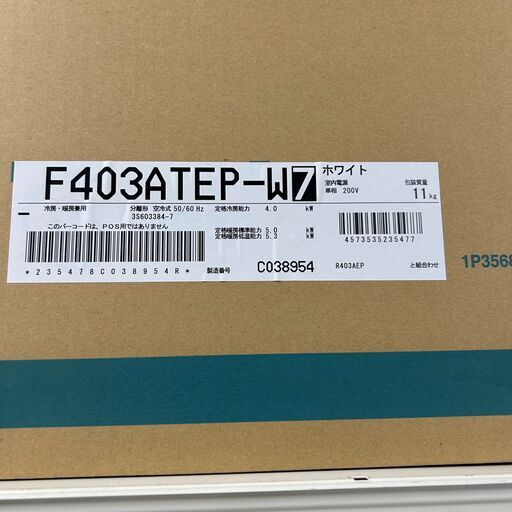 F403ATEP-W7
ホワイト
冷房・暖房兼用
分離形 空冷式 50/60 Hz
定格冷房能力 4.0 kW
室内電源
単相 200V
包装質量
11kg
3S603384-7
このバーコードは、POS用ではありません
定格暖房標準能力 5.0 kW
定格暖房低温能力 5.3 kW
4573535235477
*235478C038954R*
製造番号
C038954
R403AEP
と組合わせ
1P3568